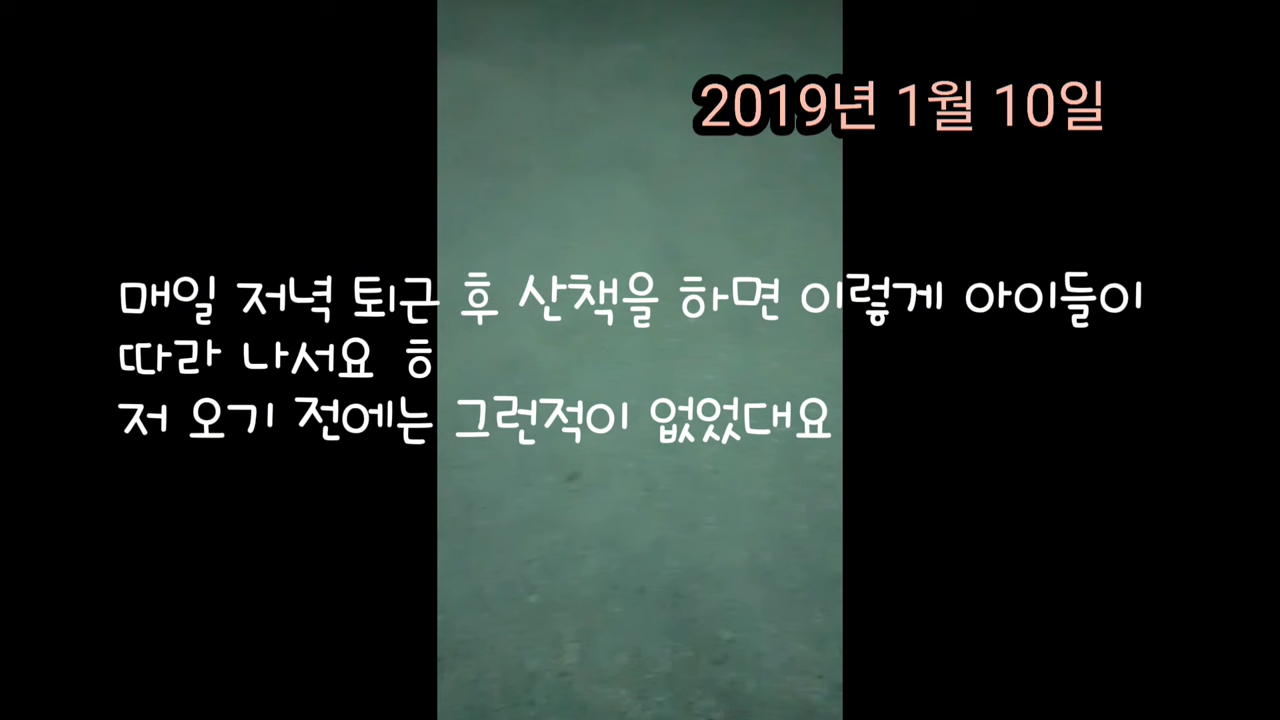 2019년 1월 10일
매일 저녁 퇴근 후 산책을 하면 이렇게 아이들이
따라 나서요 ㅎ
저 오기 전에는 그런적이 없었대요